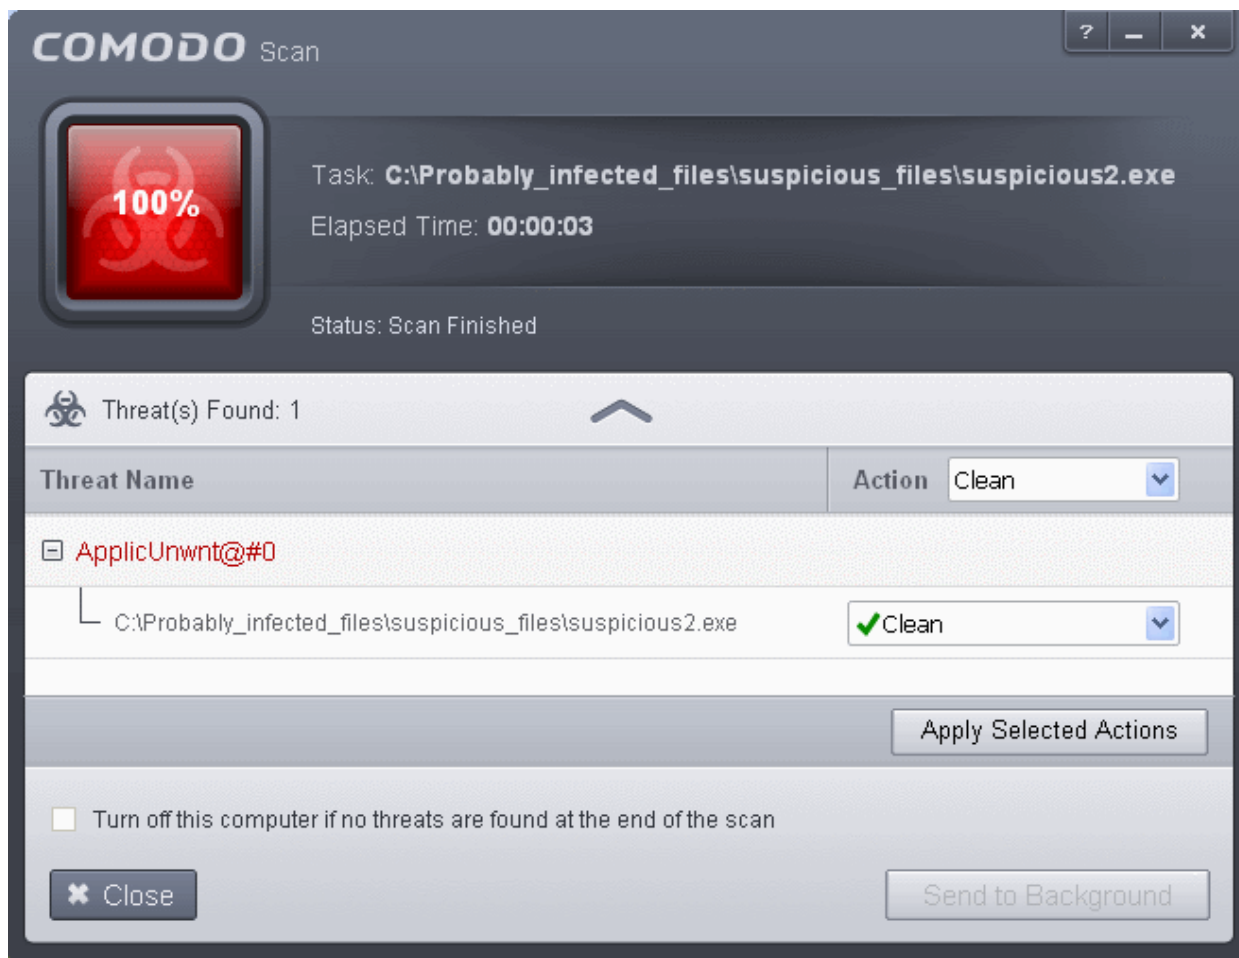 COMODO Scan
? – ×
100%
Task: C:\Probably_infected_files\suspicious_files\suspicious2.exe
Elapsed Time: 00:00:03
Status: Scan Finished
Threat(s) Found: 1
Threat Name Action Clean
ApplicUnwnt@#0
C:\Probably_infected_files\suspicious_files\suspicious2.exe Clean
Apply Selected Actions
Turn off this computer if no threats are found at the end of the scan
Close Send to Background